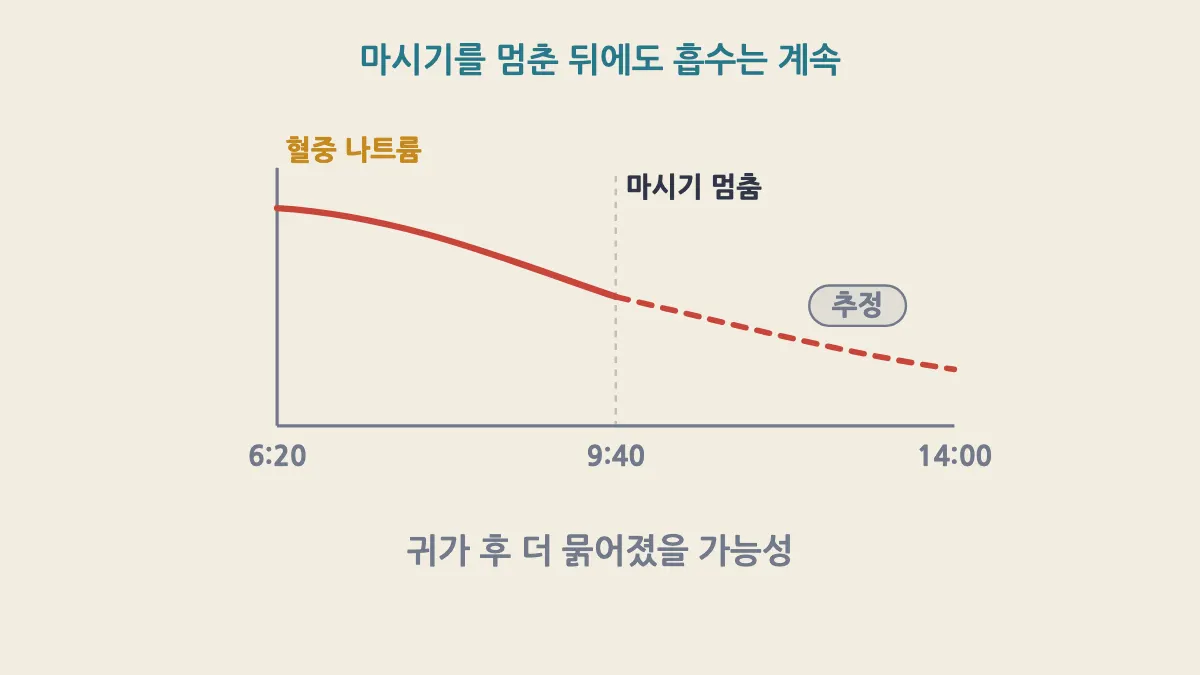 마시기를 멈춘 뒤에도 흡수는 계속
혈중 나트륨
마시기 멈춤
추정
6:20
9:40
14:00
귀가 후 더 묽어졌을 가능성